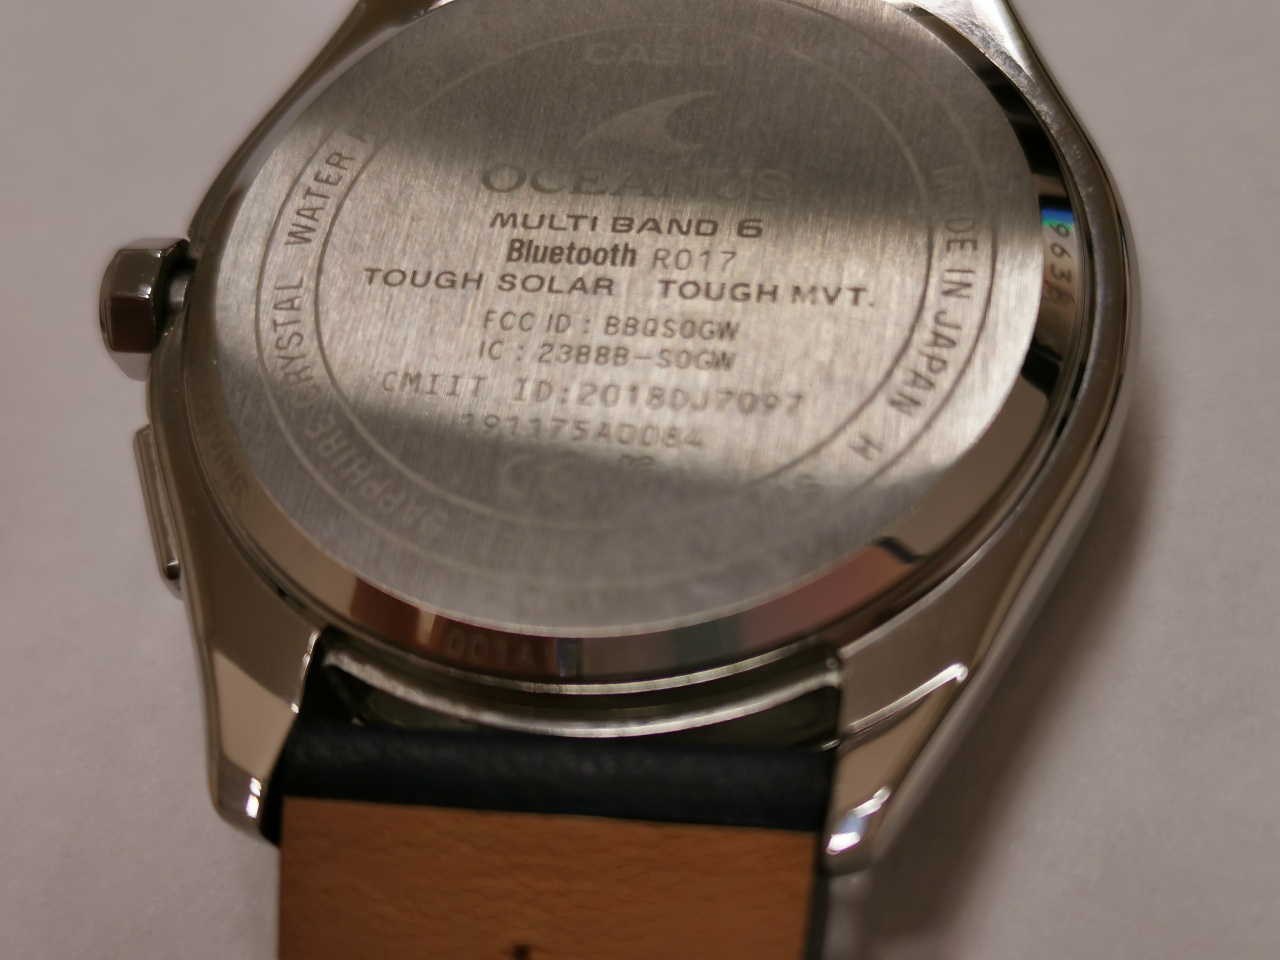 CASIO
OCEANUS
MULTI BAND 6
Bluetooth R017
TOUGH SOLAR TOUGH MVT.
FCC ID : BBQS0GW
IC : 2388B-S0GW
CMIIT ID:2018DJ7097
191175A0084
SAPPHIRE CRYSTAL WATER
MADE IN JAPAN
001A